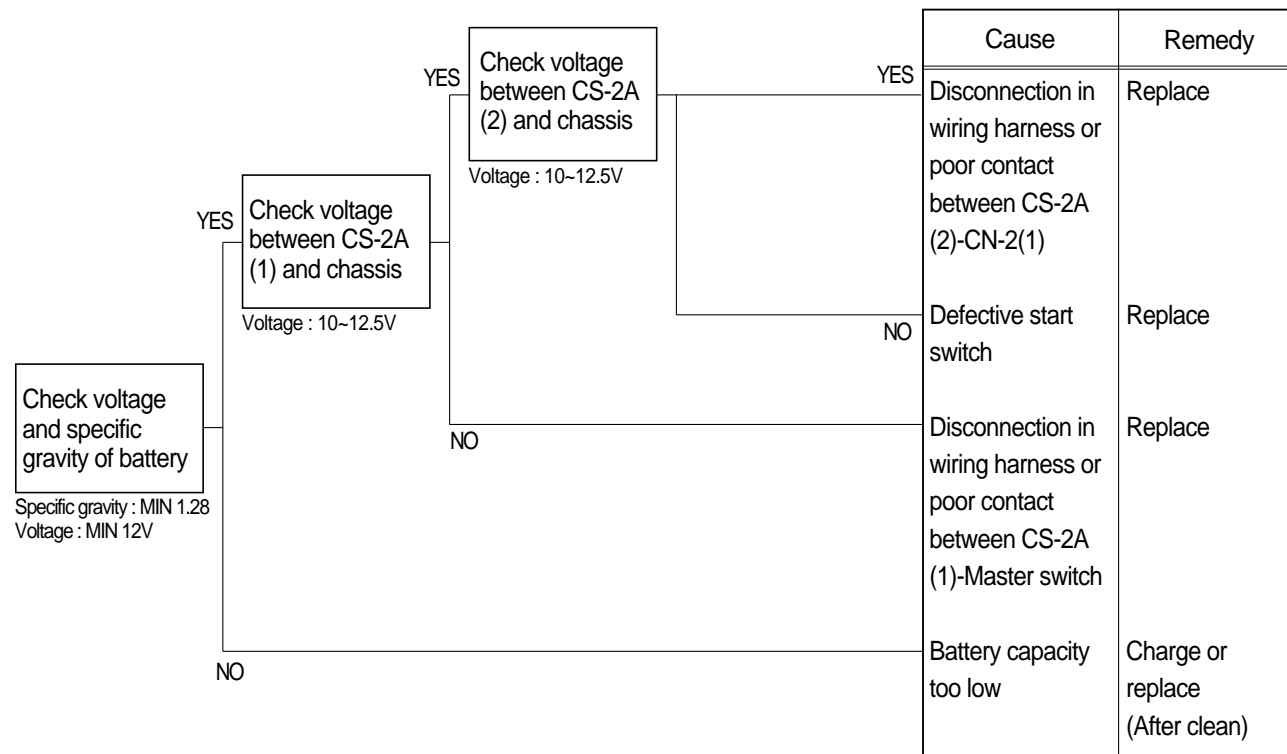 Check voltage
and specific
gravity of battery
Specific gravity : MIN 1.28
Voltage : MIN 12V
YES
Check voltage
between CS-2A
(1) and chassis
Voltage : 10~12.5V
YES
Check voltage
between CS-2A
(2) and chassis
Voltage : 10~12.5V
YES
NO
NO
NO
Cause
Remedy
Disconnection in
wiring harness or
poor contact
between CS-2A
(2)-CN-2(1)
Replace
Defective start
switch
Replace
Disconnection in
wiring harness or
poor contact
between CS-2A
(1)-Master switch
Replace
Battery capacity
too low
Charge or
replace
(After clean)